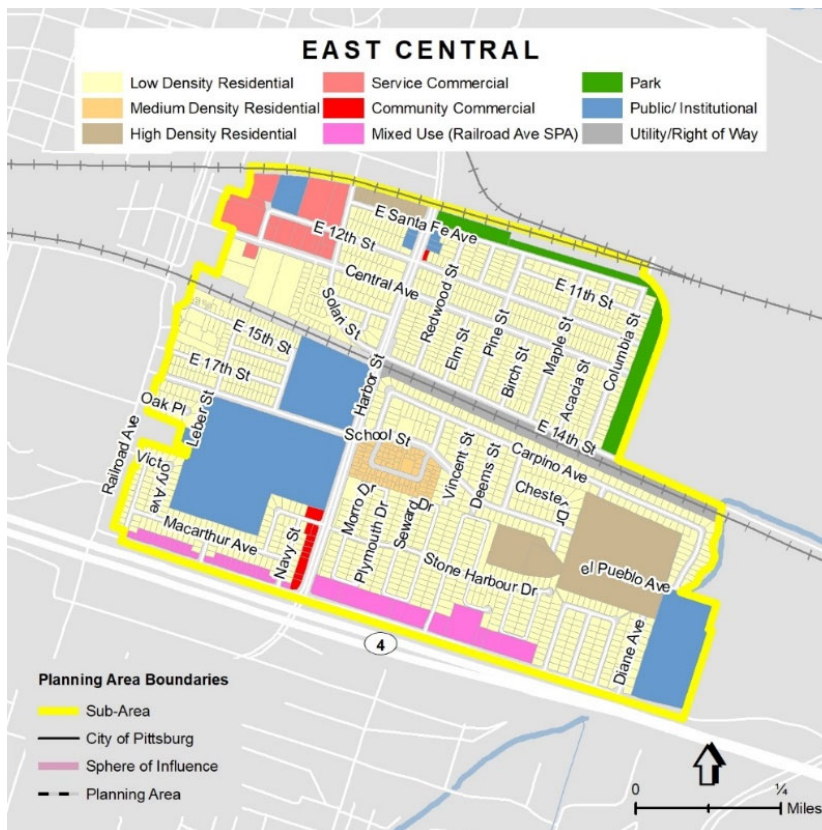 EAST CENTRAL
Low Density Residential
Medium Density Residential
High Density Residential
Service Commercial
Community Commercial
Mixed Use (Railroad Ave SPA)
Park
Public/ Institutional
Utility/Right of Way
E Santa Fe Ave
E 12th St
Central Ave
Solari St
Redwood St
Elm St
Pine St
Birch St
Maple St
Acacia St
Columbia St
E 11th St
E 14th St
E 15th St
E 17th St
Harbor St
Oak Pl
Leber St
Railroad Ave
Victory Ave
Macarthur Ave
Navy St
School St
Morro Dr
Plymouth Dr
Seward Dr
Vincent St
Deems St
Carpino Ave
Chester Dr
Stone Harbour Dr
el Pueblo Ave
Diane Ave
4
Planning Area Boundaries
Sub-Area
City of Pittsburg
Sphere of Influence
Planning Area
0 ¼
Miles